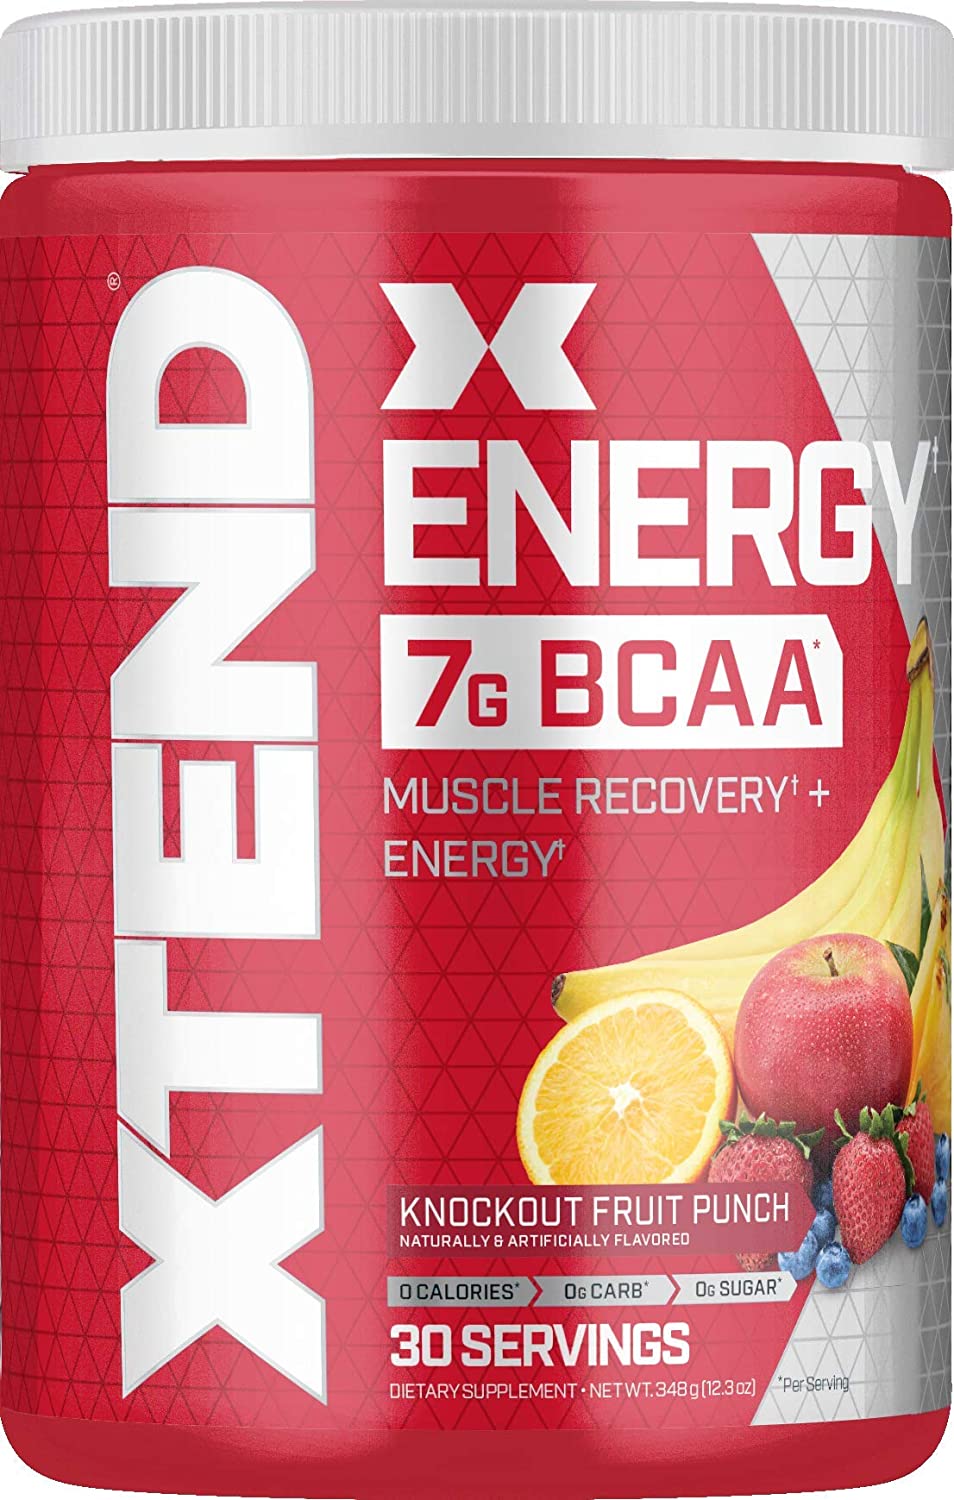 XTEND®
X
ENERGY†
7G BCAA*
MUSCLE RECOVERY† +
ENERGY†
KNOCKOUT FRUIT PUNCH
NATURALLY & ARTIFICIALLY FLAVORED
0 CALORIES* 0G CARB* 0G SUGAR*
30 SERVINGS
DIETARY SUPPLEMENT • NET WT. 348 g (12.3 oz) *Per Serving